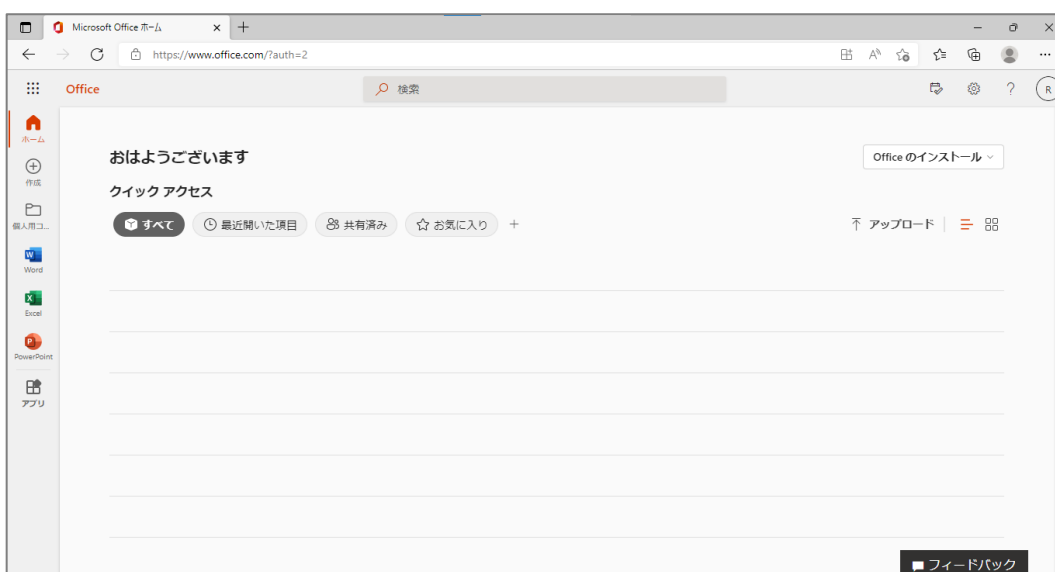 Microsoft Office ホーム
https://www.office.com/?auth=2
Office
検索
R
ホーム
作成
個人用コ...
Word
Excel
PowerPoint
アプリ
おはようございます
Office のインストール
クイック アクセス
すべて
最近開いた項目
共有済み
お気に入り
アップロード
フィードバック